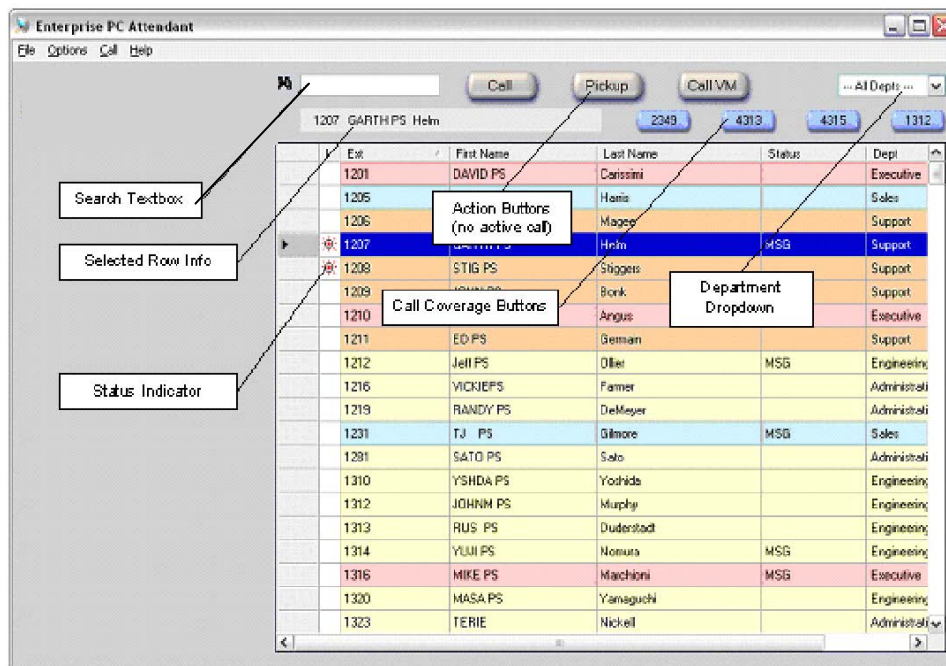 Enterprise PC Attendant
File Options Call Help
Call Pickup Call VM --- All Depts ---
1207 GARTH PS Helm 2349 4313 4315 1312
Ext First Name Last Name Status Dept
1201 DAVID PS Carissimi Executive
1205 Harris Sales
1206 Magee Support
1207 Helm MSG Support
1208 STIG PS Stiggers Support
1209 Bonk Support
1210 Angus Executive
1211 ED PS German Support
1212 Jeff PS Ollier MSG Engineering
1216 VICKIEPS Farmer Administrati
1219 RANDY PS DeMeyer Administrati
1231 TJ PS Gilmore MSG Sales
1281 SATO PS Sato Administrati
1310 YSHDA PS Yoshida Engineering
1312 JOHNM PS Murphy Engineering
1313 RUS PS Duderstadt Engineering
1314 YUJI PS Nomura MSG Engineering
1316 MIKE PS Marchioni MSG Executive
1320 MASA PS Yamaguchi Engineering
1323 TERIE Nickell Administrati
Search Textbox
Selected Row Info
Status Indicator
Action Buttons
(no active call)
Call Coverage Buttons
Department
Dropdown